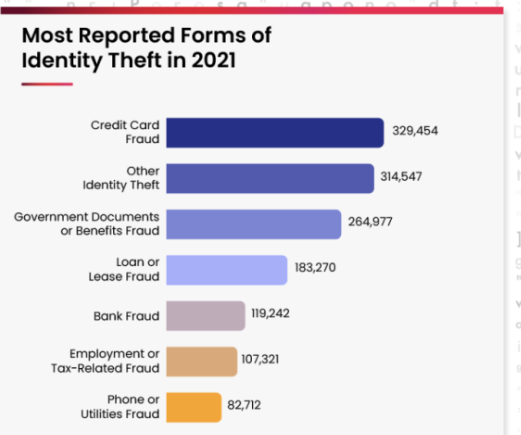 Most Reported Forms of
Identity Theft in 2021
Credit Card
Fraud
329,454
Other
Identity Theft
314,547
Government Documents
or Benefits Fraud
264,977
Loan or
Lease Fraud
183,270
Bank Fraud
119,242
Employment or
Tax-Related Fraud
107,321
Phone or
Utilities Fraud
82,712